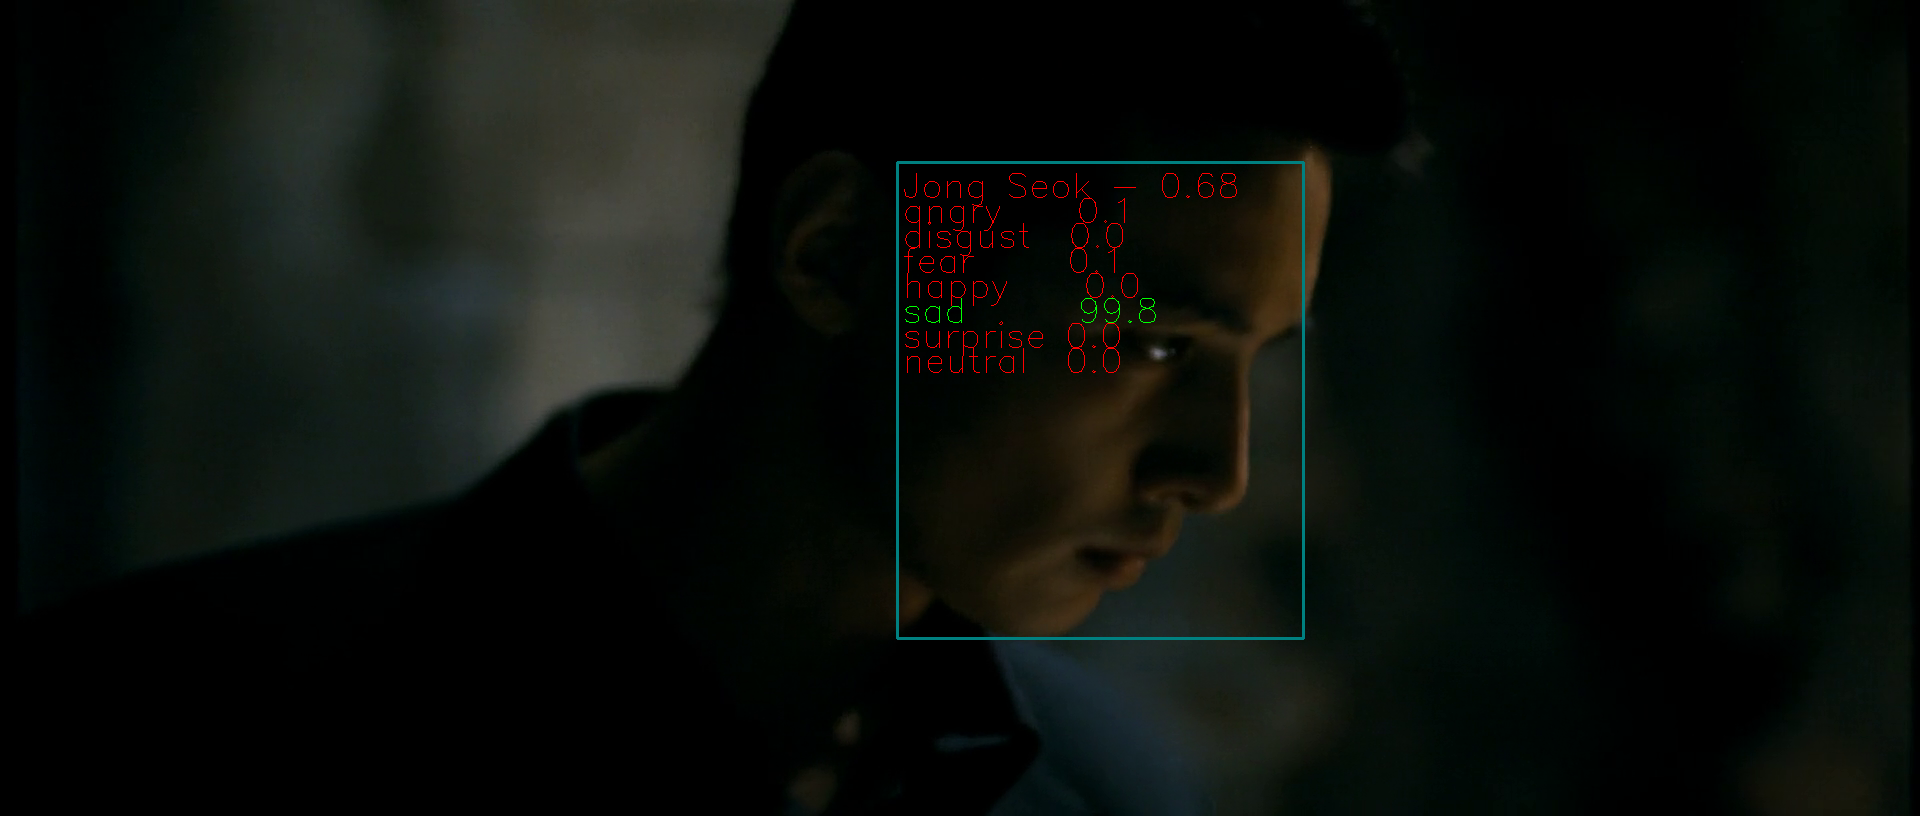 Jong Seok - 0.68
angry 0.1
disgust 0.0
fear 0.1
happy 0.0
sad 99.8
surprise 0.0
neutral 0.0